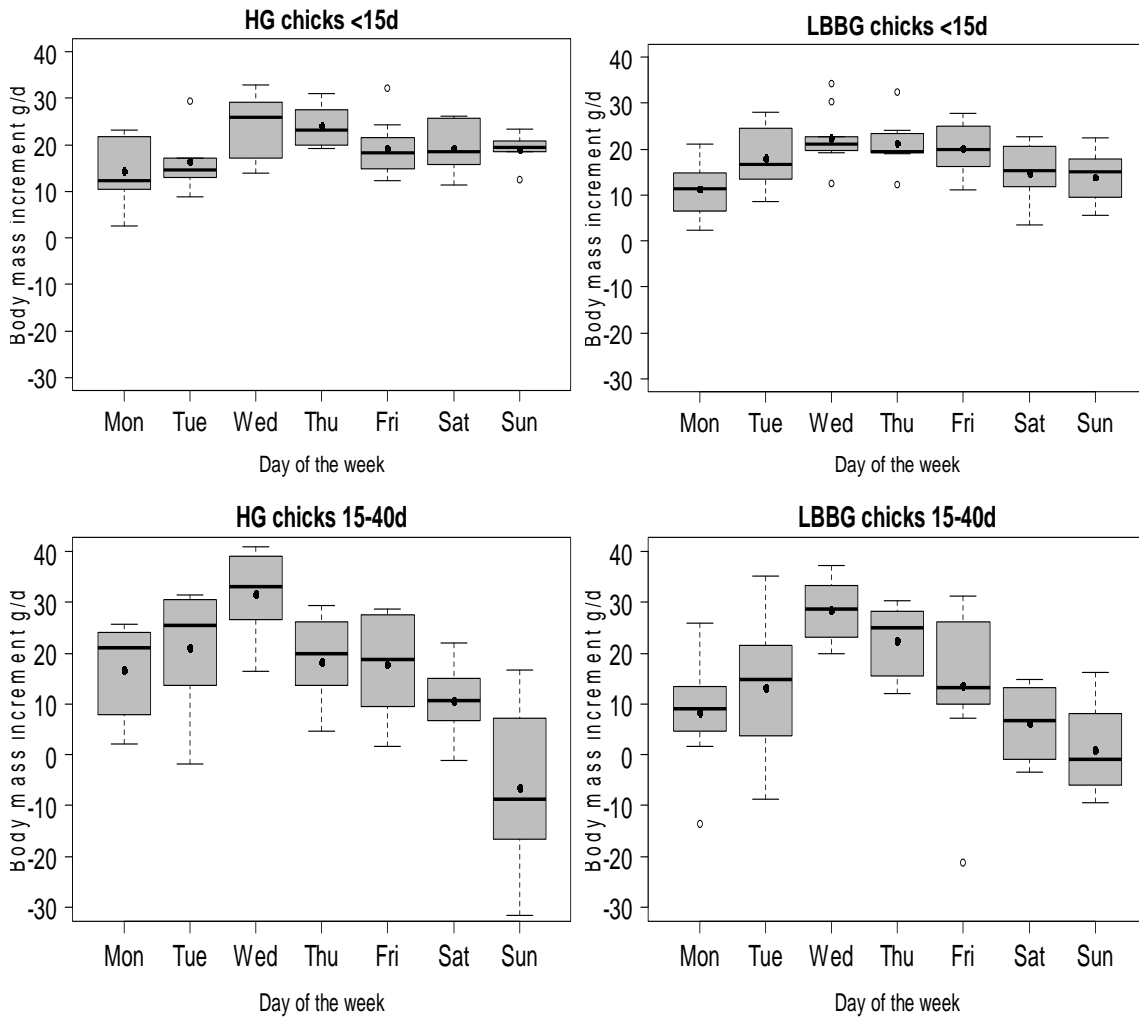 HG chicks <15d
Body mass increment g/d
40
30
20
10
0
-10
-20
-30
Mon Tue Wed Thu Fri Sat Sun
Day of the week
LBBG chicks <15d
Body mass increment g/d
40
30
20
10
0
-10
-20
-30
Mon Tue Wed Thu Fri Sat Sun
Day of the week
HG chicks 15-40d
Body mass increment g/d
40
30
20
10
0
-10
-20
-30
Mon Tue Wed Thu Fri Sat Sun
Day of the week
LBBG chicks 15-40d
Body mass increment g/d
40
30
20
10
0
-10
-20
-30
Mon Tue Wed Thu Fri Sat Sun
Day of the week